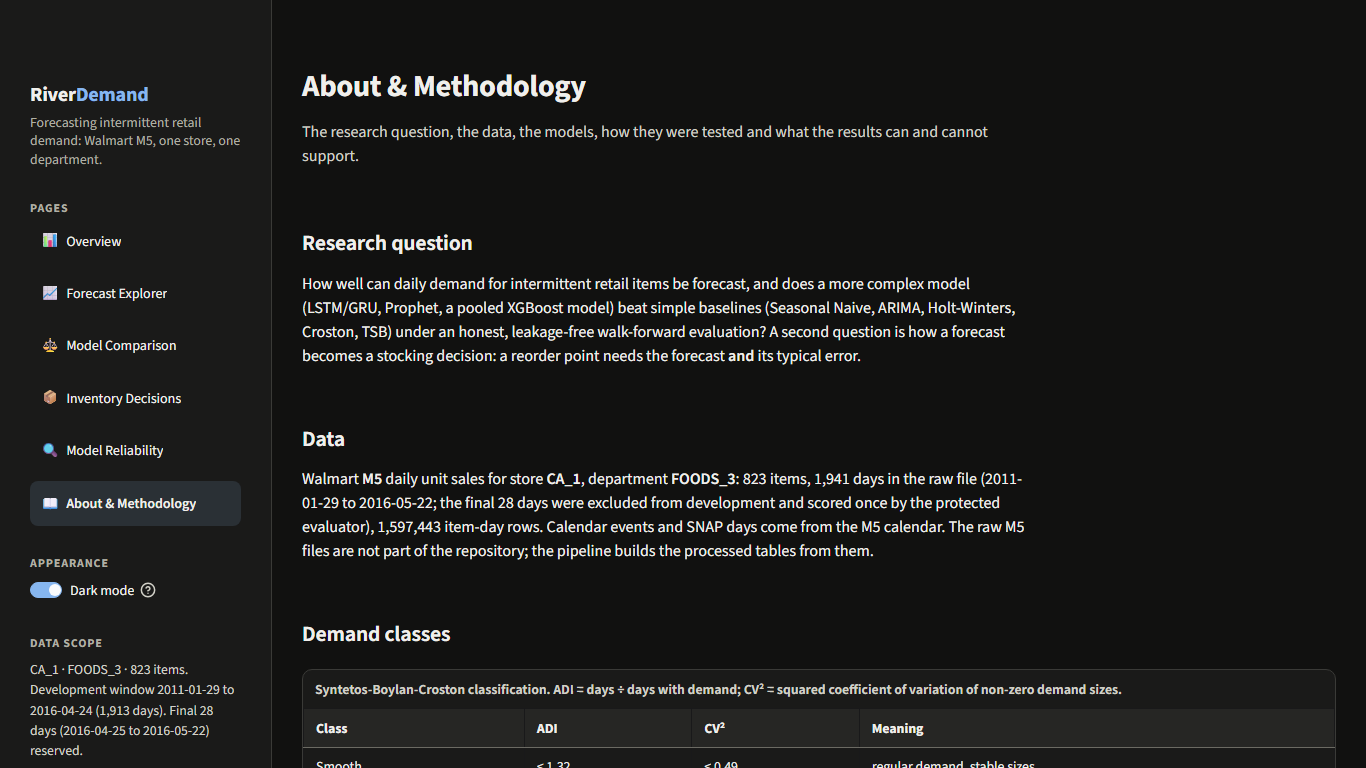 RiverDemand
Forecasting intermittent retail
demand: Walmart M5, one store, one
department.
PAGES
Overview
Forecast Explorer
Model Comparison
Inventory Decisions
Model Reliability
About & Methodology
APPEARANCE
Dark mode
DATA SCOPE
CA_1 · FOODS_3 · 823 items.
Development window 2011-01-29 to
2016-04-24 (1,913 days). Final 28
days (2016-04-25 to 2016-05-22)
reserved.
About & Methodology
The research question, the data, the models, how they were tested and what the results can and cannot
support.
Research question
How well can daily demand for intermittent retail items be forecast, and does a more complex model
(LSTM/GRU, Prophet, a pooled XGBoost model) beat simple baselines (Seasonal Naive, ARIMA, Holt-Winters,
Croston, TSB) under an honest, leakage-free walk-forward evaluation? A second question is how a forecast
becomes a stocking decision: a reorder point needs the forecast and its typical error.
Data
Walmart M5 daily unit sales for store CA_1, department FOODS_3: 823 items, 1,941 days in the raw file (2011-
01-29 to 2016-05-22; the final 28 days were excluded from development and scored once by the protected
evaluator), 1,597,443 item-day rows. Calendar events and SNAP days come from the M5 calendar. The raw M5
files are not part of the repository; the pipeline builds the processed tables from them.
Demand classes
Syntetos-Boylan-Croston classification. ADI = days ÷ days with demand; CV² = squared coefficient of variation of non-zero demand sizes.
Class ADI CV² Meaning
Smooth < 1.32 < 0.49 regular demand, stable sizes